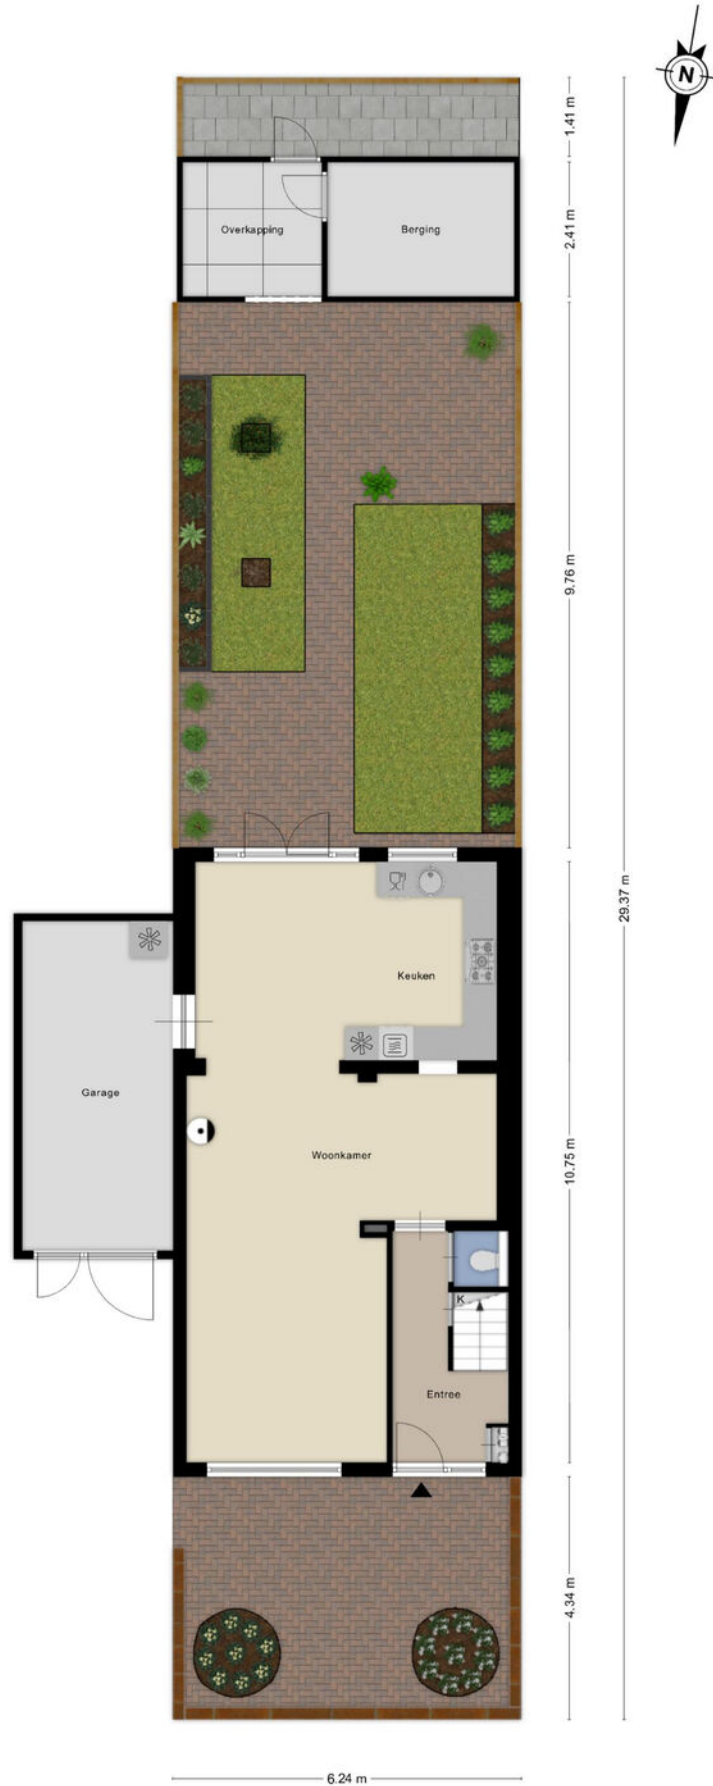 N
1.41 m
2.41 m
Overkapping
Berging
9.76 m
29.37 m
Keuken
Garage
Woonkamer
10.75 m
K
Entree
4.34 m
6.24 m